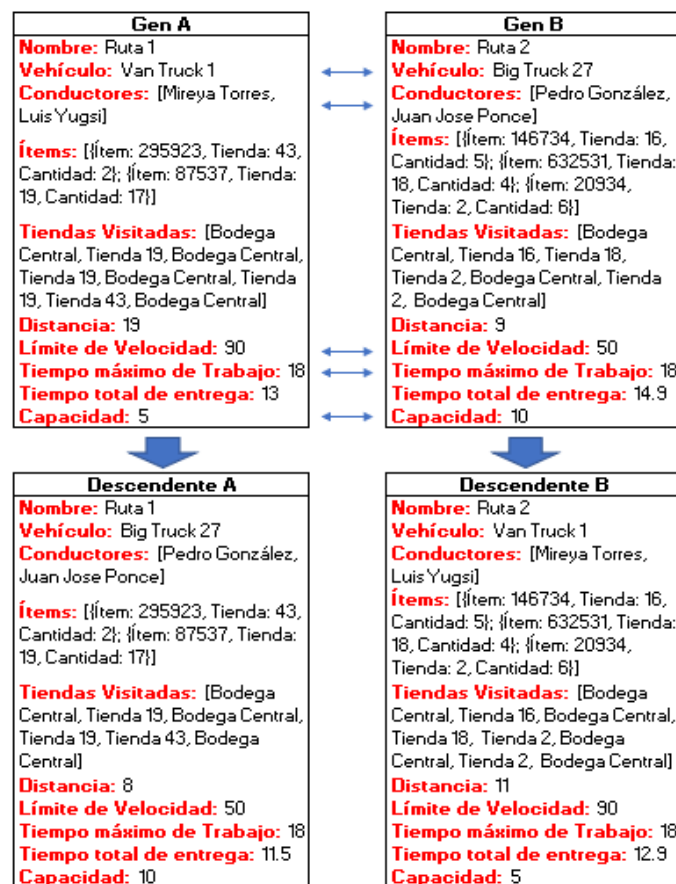 Gen A
Nombre: Ruta 1
Vehículo: Van Truck 1
Conductores: [Mireya Torres,
Luis Yugsi]
Ítems: [{Ítem: 295923, Tienda: 43,
Cantidad: 2}; {Ítem: 87537, Tienda:
19, Cantidad: 17}]
Tiendas Visitadas: [Bodega
Central, Tienda 19, Bodega Central,
Tienda 19, Bodega Central, Tienda
19, Tienda 43, Bodega Central]
Distancia: 19
Límite de Velocidad: 90
Tiempo máximo de Trabajo: 18
Tiempo total de entrega: 13
Capacidad: 5
Gen B
Nombre: Ruta 2
Vehículo: Big Truck 27
Conductores: [Pedro González,
Juan Jose Ponce]
Ítems: [{Ítem: 146734, Tienda: 16,
Cantidad: 5}; {Ítem: 632531, Tienda:
18, Cantidad: 4}; {Ítem: 20934,
Tienda: 2, Cantidad: 6}]
Tiendas Visitadas: [Bodega
Central, Tienda 16, Tienda 18,
Tienda 2, Bodega Central, Tienda
2, Bodega Central]
Distancia: 9
Límite de Velocidad: 50
Tiempo máximo de Trabajo: 18
Tiempo total de entrega: 14.9
Capacidad: 10
Descendente A
Nombre: Ruta 1
Vehículo: Big Truck 27
Conductores: [Pedro González,
Juan Jose Ponce]
Ítems: [{Ítem: 295923, Tienda: 43,
Cantidad: 2}; {Ítem: 87537, Tienda:
19, Cantidad: 17}]
Tiendas Visitadas: [Bodega
Central, Tienda 19, Bodega Central,
Tienda 19, Tienda 43, Bodega
Central]
Distancia: 8
Límite de Velocidad: 50
Tiempo máximo de Trabajo: 18
Tiempo total de entrega: 11.5
Capacidad: 10
Descendente B
Nombre: Ruta 2
Vehículo: Van Truck 1
Conductores: [Mireya Torres,
Luis Yugsi]
Ítems: [{Ítem: 146734, Tienda: 16,
Cantidad: 5}; {Ítem: 632531, Tienda:
18, Cantidad: 4}; {Ítem: 20934,
Tienda: 2, Cantidad: 6}]
Tiendas Visitadas: [Bodega
Central, Tienda 16, Bodega Central,
Tienda 18, Tienda 2, Bodega
Central, Tienda 2, Bodega Central]
Distancia: 11
Límite de Velocidad: 90
Tiempo máximo de Trabajo: 18
Tiempo total de entrega: 12.9
Capacidad: 5